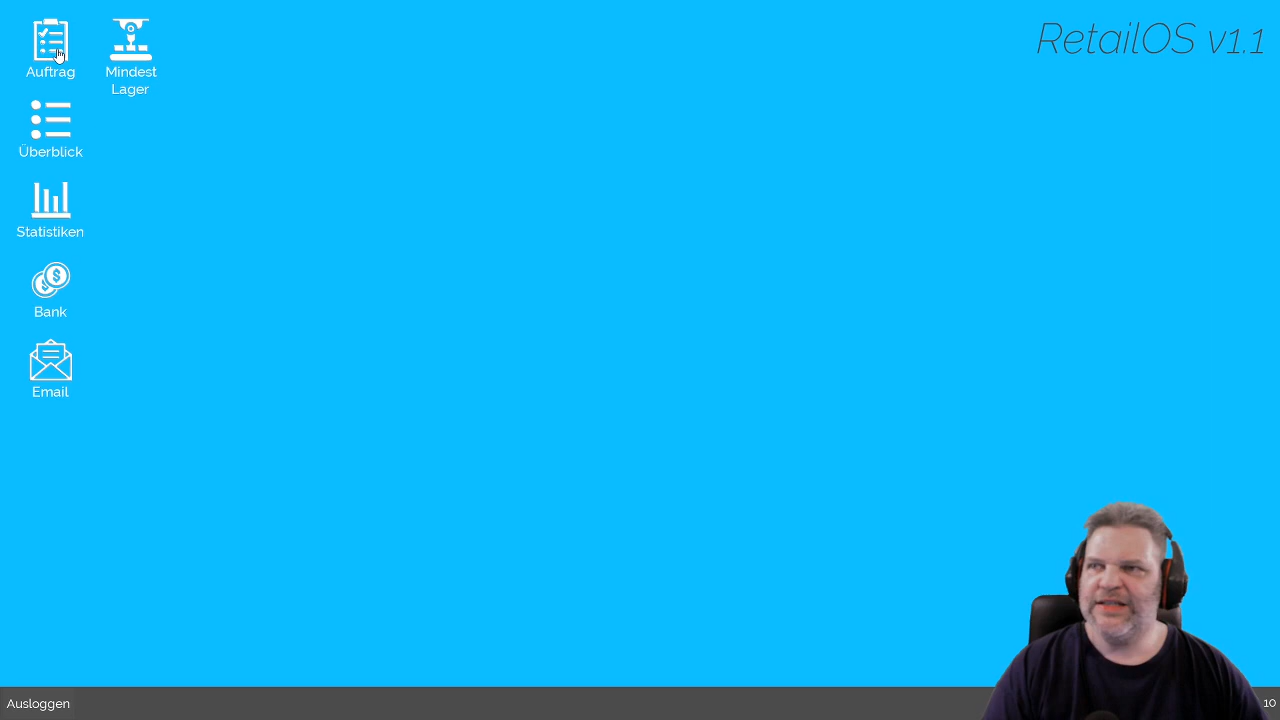 RetailOS v1.1
Auftrag
Mindest
Lager
Überblick
Statistiken
Bank
Email
Ausloggen
10